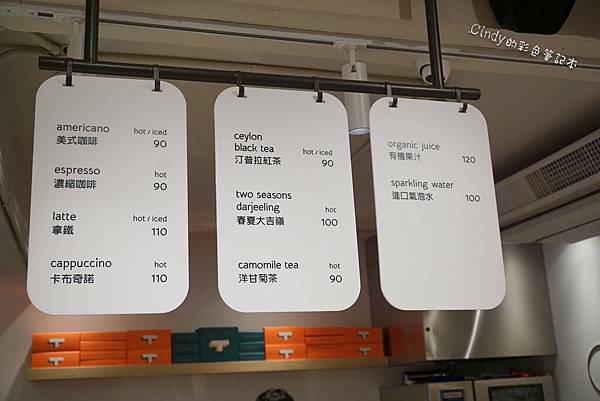 Cindy的彩色筆記本
americano hot / iced
美式咖啡 90
espresso hot
濃縮咖啡 90
latte hot / iced
拿鐵 110
cappuccino hot
卡布奇諾 110
ceylon
black tea hot / iced
汀普拉紅茶 90
two seasons
darjeeling hot
春夏大吉嶺 100
camomile tea hot
洋甘菊茶 90
organic juice
有機果汁 120
sparkling water
進口氣泡水 100